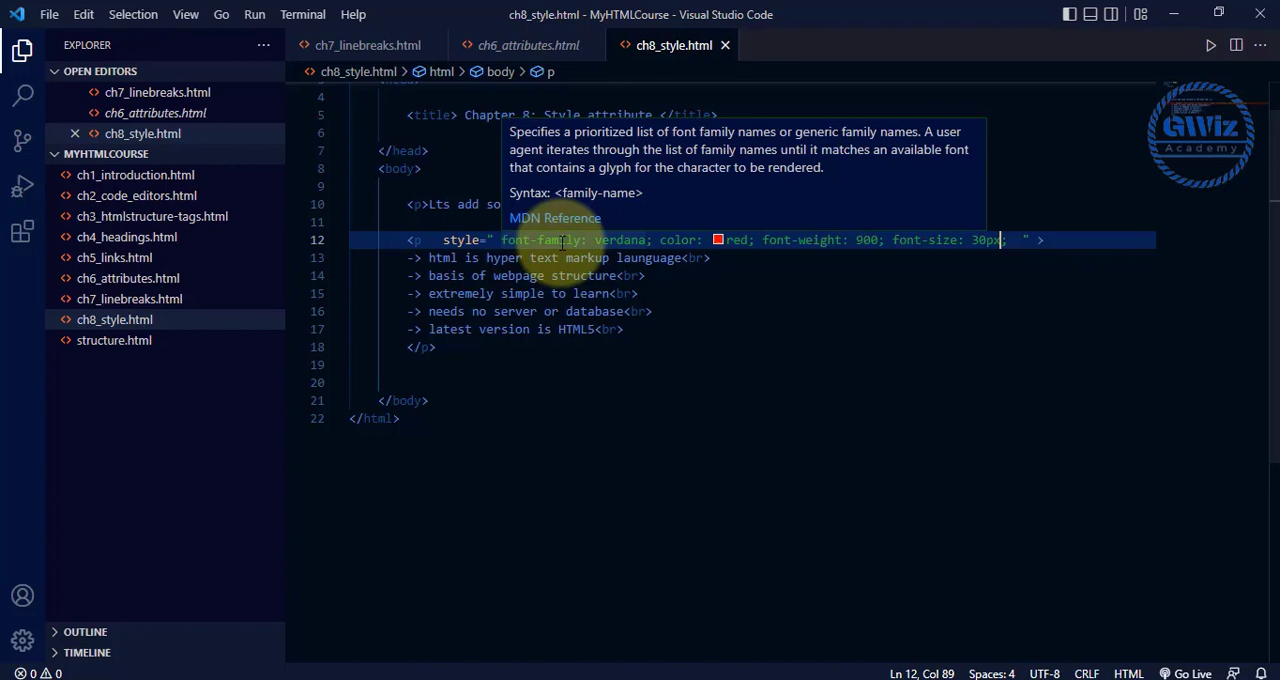 File Edit Selection View Go Run Terminal Help
ch8_style.html - MyHTMLCourse - Visual Studio Code
EXPLORER
ch7_linebreaks.html
ch6_attributes.html
ch8_style.html
OPEN EDITORS
ch8_style.html > html > body > p
ch7_linebreaks.html
ch6_attributes.html
ch8_style.html
MYHTMLCOURSE
ch1_introduction.html
ch2_code_editors.html
ch3_htmlstructure-tags.html
ch4_headings.html
ch5_links.html
ch6_attributes.html
ch7_linebreaks.html
ch8_style.html
structure.html
OUTLINE
TIMELINE
4
5 <title> Chapter 8: Style attribute </title>
6
7 </head>
8 <body>
9
10 <p>Lts add so
11
12 <p style=" font-family: verdana; color: red; font-weight: 900; font-size: 30px; " >
13 -> html is hyper text markup launguage<br>
14 -> basis of webpage structure<br>
15 -> extremely simple to learn<br>
16 -> needs no server or database<br>
17 -> latest version is HTML5<br>
18 </p>
19
20
21 </body>
22 </html>
Specifies a prioritized list of font family names or generic family names. A user
agent iterates through the list of family names until it matches an available font
that contains a glyph for the character to be rendered.
Syntax: <family-name>
MDN Reference
GWiz
Academy
0 0
Ln 12, Col 89 Spaces: 4 UTF-8 CRLF HTML Go Live